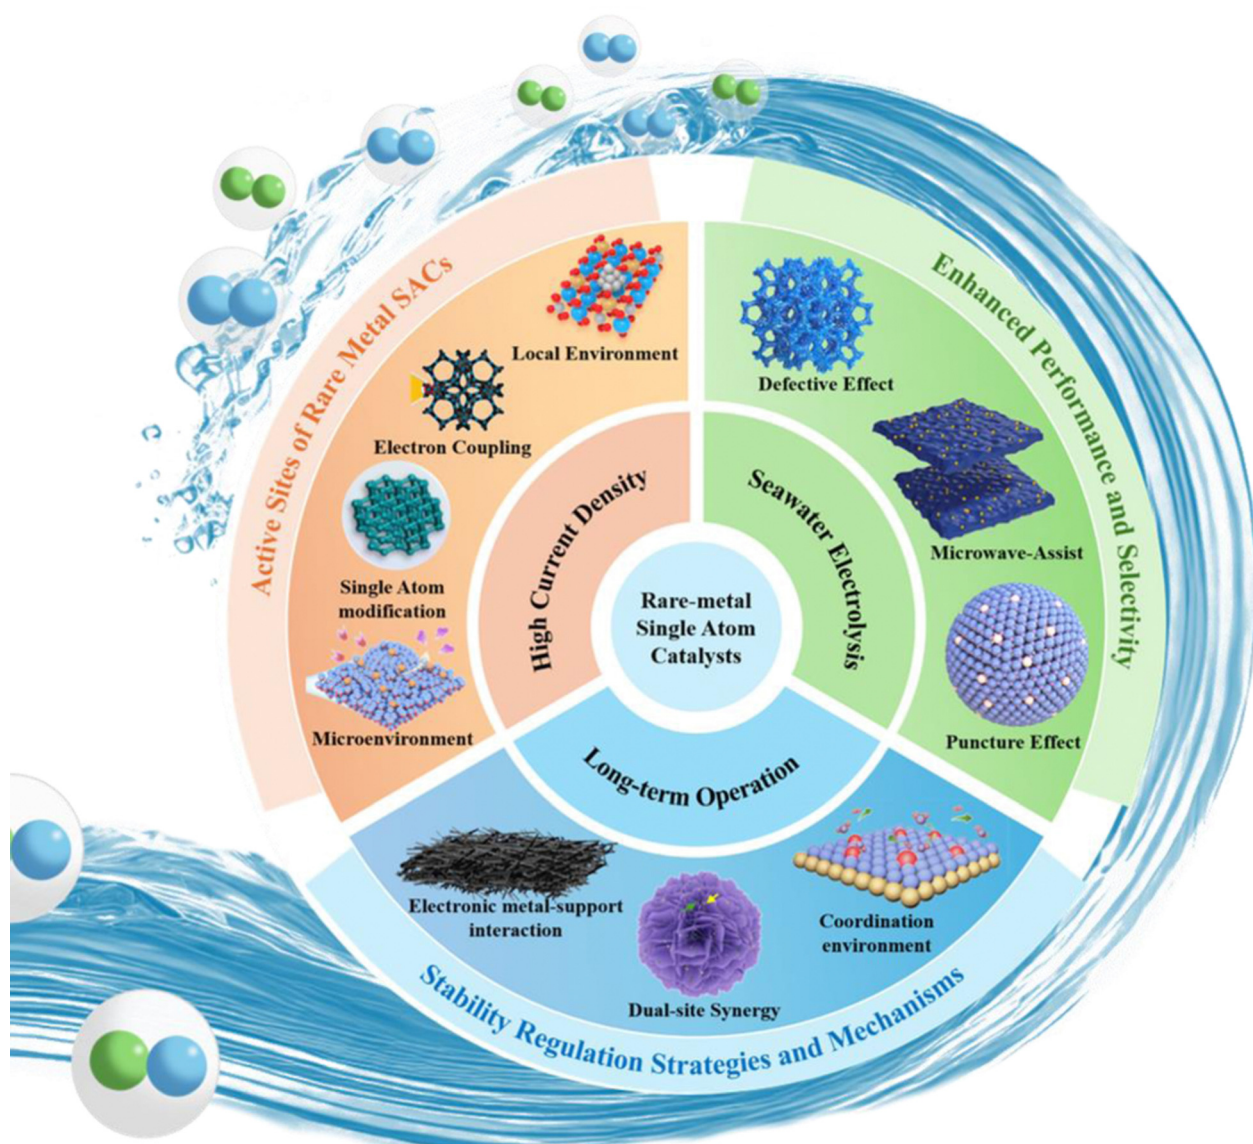 Active Sites of Rare Metal SACs
Enhanced Performance and Selectivity
Stability Regulation Strategies and Mechanisms
High Current Density
Seawater Electrolysis
Long-term Operation
Rare-metal
Single Atom
Catalysts
Local Environment
Electron Coupling
Single Atom
modification
Microenvironment
Defective Effect
Microwave-Assist
Puncture Effect
Electronic metal-support
interaction
Dual-site Synergy
Coordination
environment